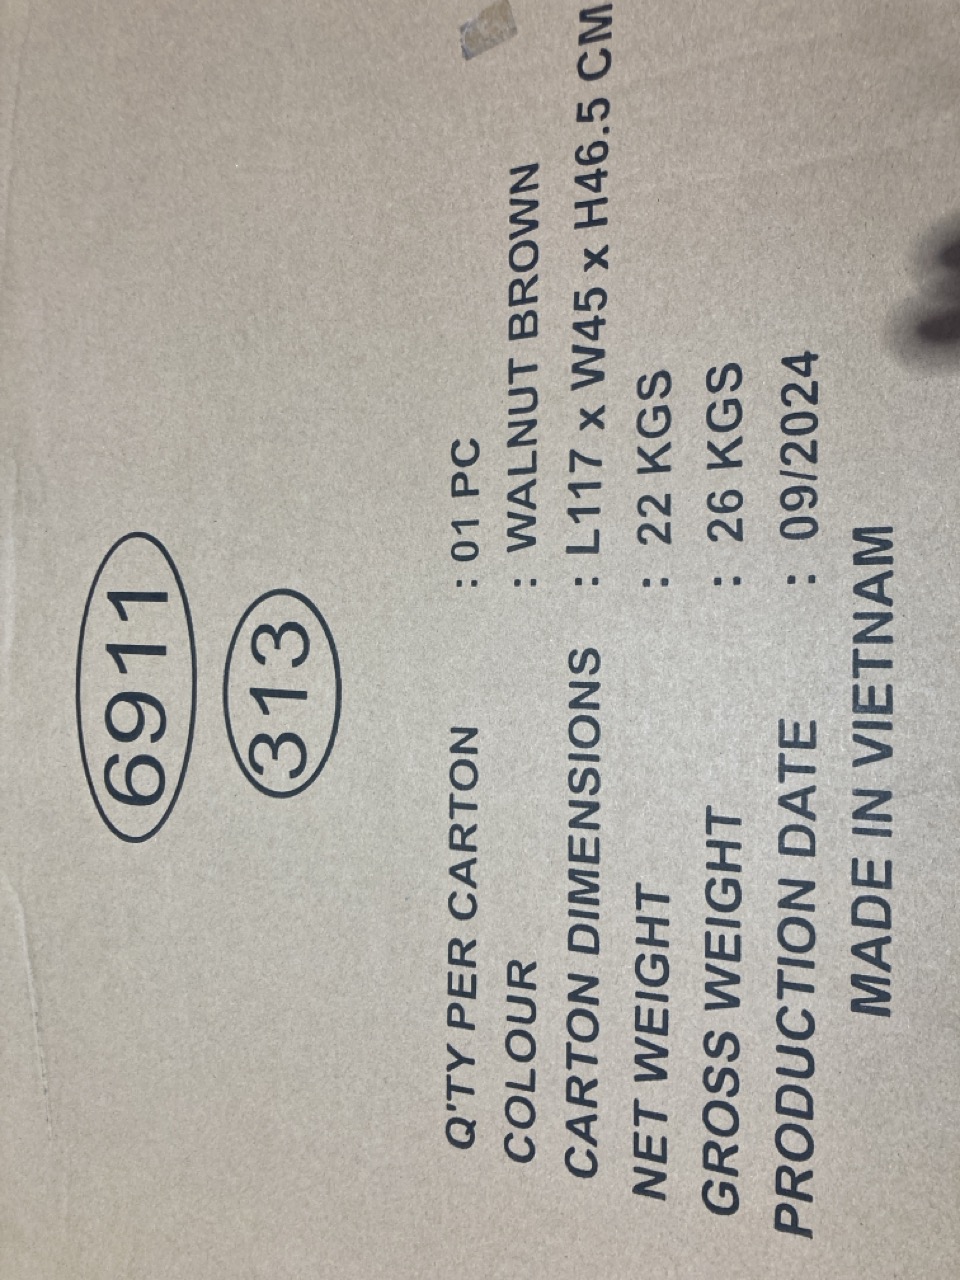 6911
313
Q'TY PER CARTON : 01 PC
COLOUR : WALNUT BROWN
CARTON DIMENSIONS : L117 x W45 x H46.5 CM
NET WEIGHT : 22 KGS
GROSS WEIGHT : 26 KGS
PRODUCTION DATE : 09/2024
MADE IN VIETNAM